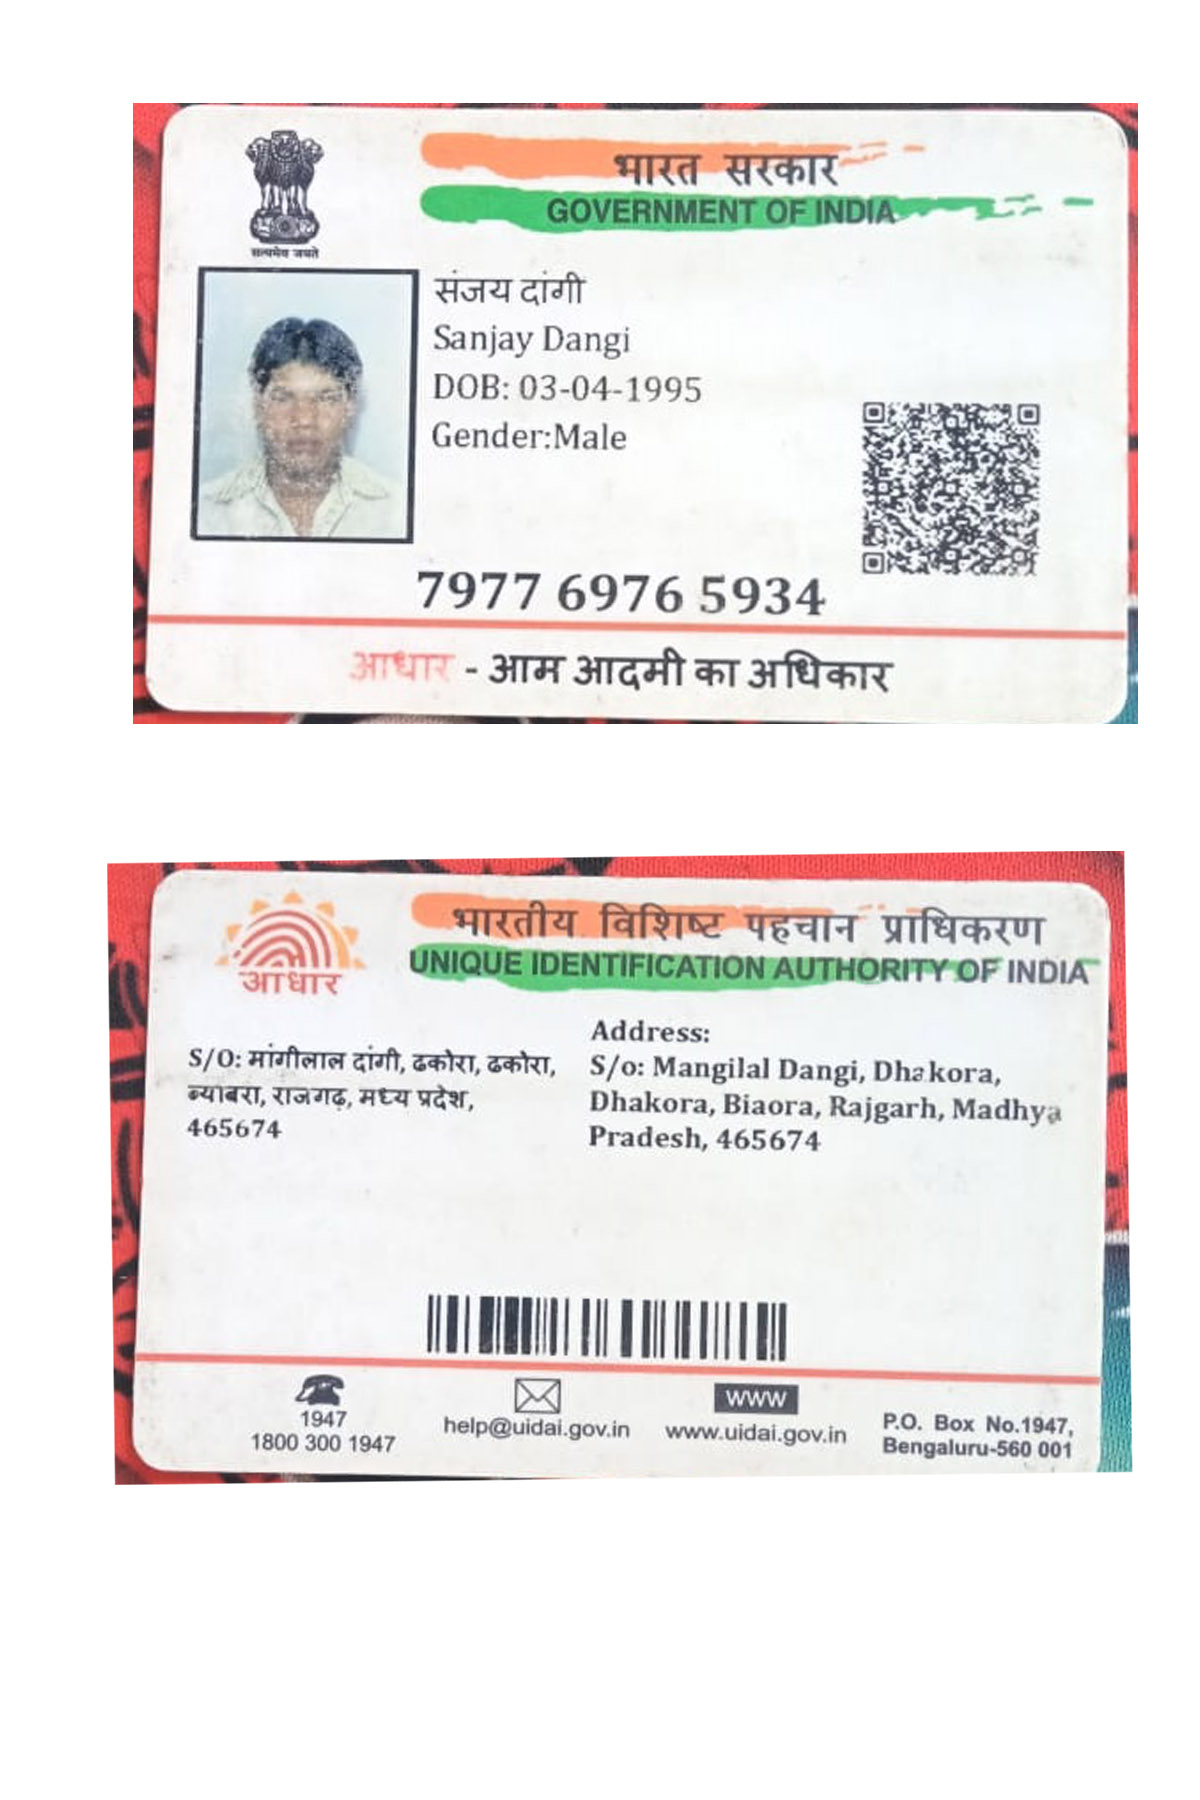 सत्यमेव जयते
भारत सरकार
GOVERNMENT OF INDIA
संजय दांगी
Sanjay Dangi
DOB: 03-04-1995
Gender:Male
7977 6976 5934
आधार - आम आदमी का अधिकार
आधार
भारतीय विशिष्ट पहचान प्राधिकरण
UNIQUE IDENTIFICATION AUTHORITY OF INDIA
S/O: मांगीलाल दांगी, ढकोरा, ढकोरा,
ब्याबरा, राजगढ़, मध्य प्रदेश,
465674
Address:
S/o: Mangilal Dangi, Dhakora,
Dhakora, Biaora, Rajgarh, Madhya
Pradesh, 465674
1947
1800 300 1947
help@uidai.gov.in
www
www.uidai.gov.in
P.O. Box No.1947,
Bengaluru-560 001